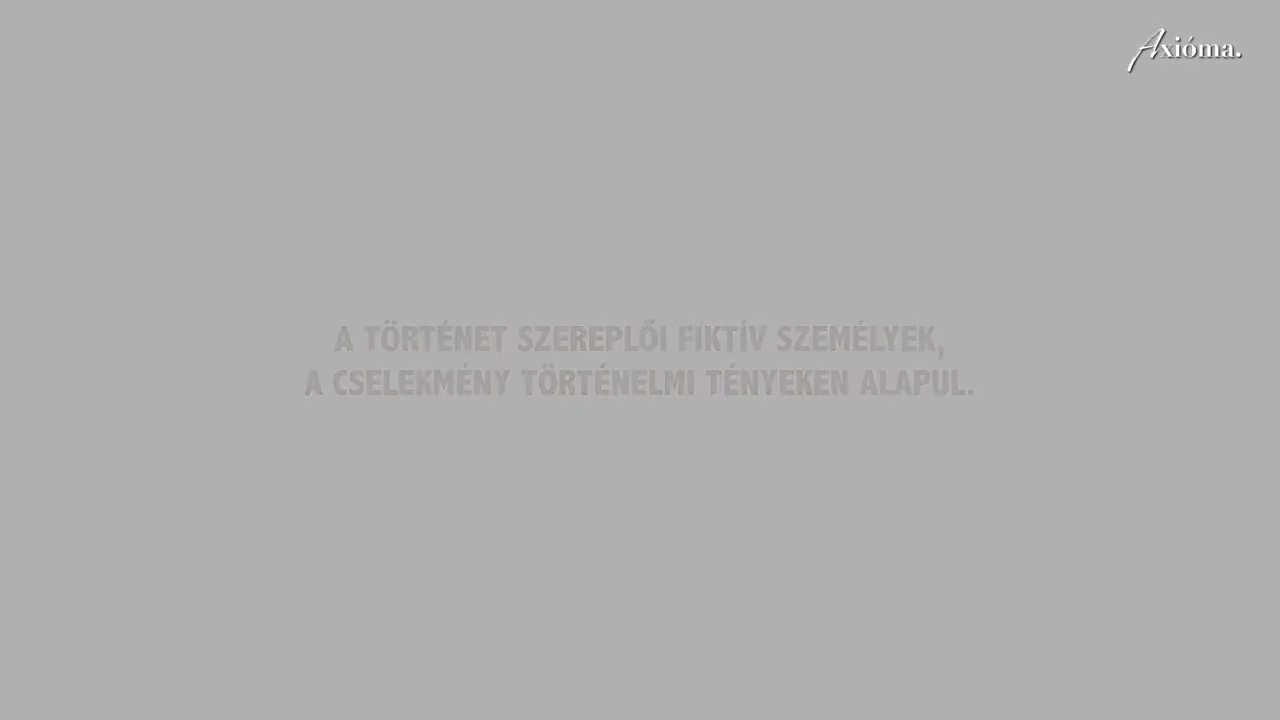 Axióma.
A TÖRTÉNET SZEREPLŐI FIKTÍV SZEMÉLYEK,
A CSELEKMÉNY TÖRTÉNELMI TÉNYEKEN ALAPUL.